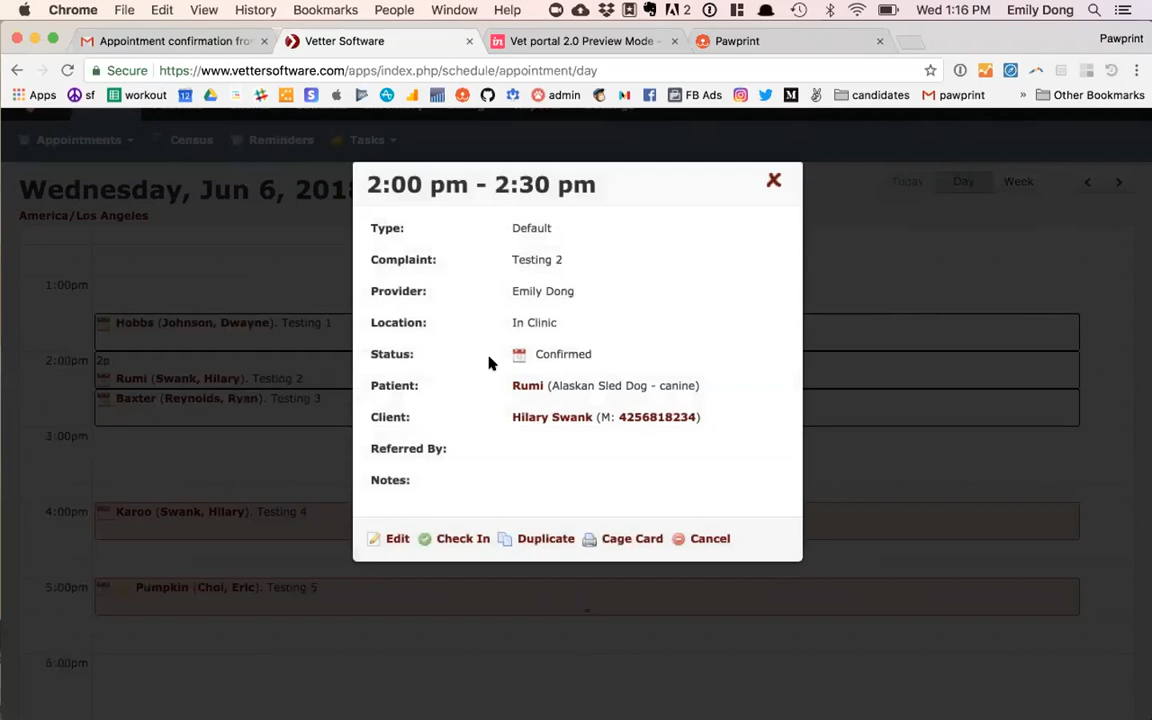 Chrome File Edit View History Bookmarks People Window Help 2 Wed 1:16 PM Emily Dong
Appointment confirmation from Vetter Software Vet portal 2.0 Preview Mode - Pawprint Pawprint
Secure https://www.vettersoftware.com/apps/index.php/schedule/appointment/day
Apps sf workout 12 admin FB Ads candidates pawprint » Other Bookmarks
Appointments Census Reminders Tasks
Wednesday, Jun 6, 2018 Today Day Week
America/Los Angeles
2:00 pm - 2:30 pm
Type: Default
Complaint: Testing 2
Provider: Emily Dong
Location: In Clinic
Status: Confirmed
Patient: Rumi (Alaskan Sled Dog - canine)
Client: Hilary Swank (M: 4256818234)
Referred By:
Notes:
Edit Check In Duplicate Cage Card Cancel
1:00pm
Hobbs (Johnson, Dwayne). Testing 1
2:00pm 2p
Rumi (Swank, Hilary). Testing 2
Baxter (Reynolds, Ryan). Testing 3
3:00pm
4:00pm Karoo (Swank, Hilary). Testing 4
5:00pm Pumpkin (Choi, Eric). Testing 5
6:00pm